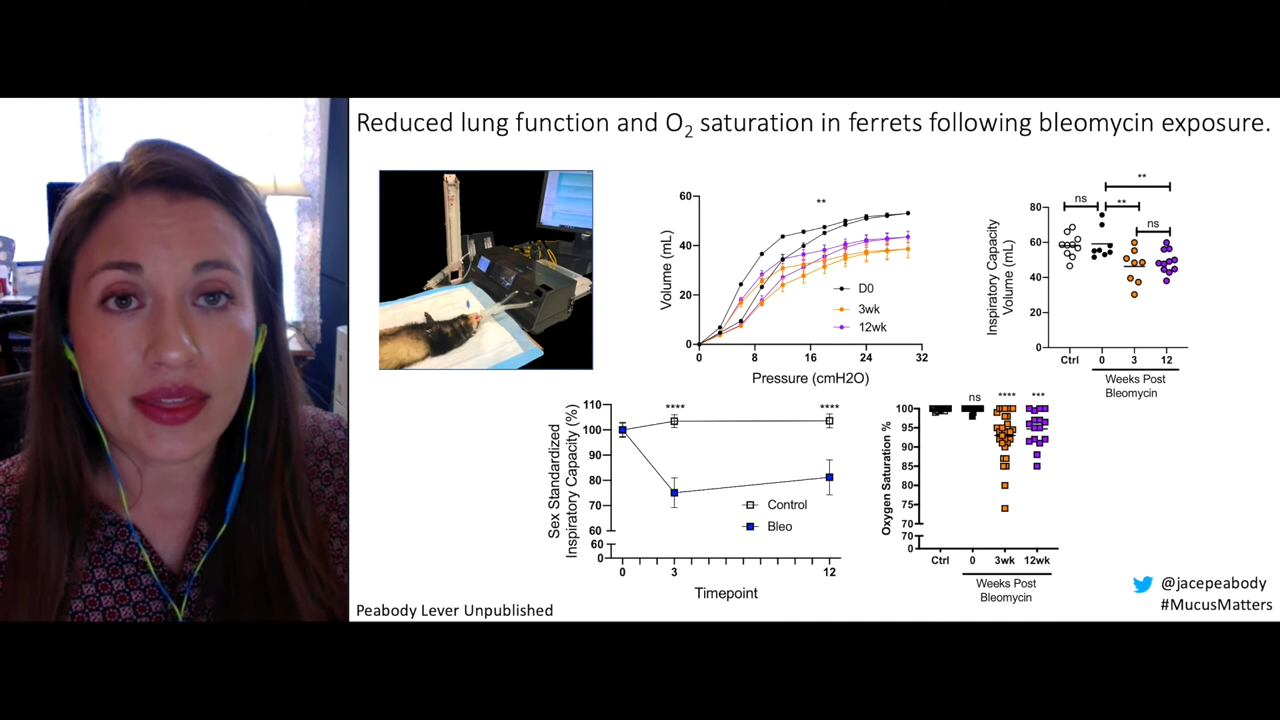 Reduced lung function and O2 saturation in ferrets following bleomycin exposure.
60
40
20
0
Volume (mL)
**
D0
3wk
12wk
0
8
16
24
32
Pressure (cmH2O)
80
60
40
20
0
Inspiratory Capacity
Volume (mL)
ns
**
**
ns
Ctrl
0
3
12
Weeks Post
Bleomycin
110
100
90
80
70
60
60
0
Sex Standardized
Inspiratory Capacity (%)
****
****
Control
Bleo
0
3
12
Timepoint
100
95
90
85
80
75
70
70
0
Oxygen Saturation %
ns
****
***
Ctrl
0
3wk
12wk
Weeks Post
Bleomycin
Peabody Lever Unpublished
@jacepeabody
#MucusMatters